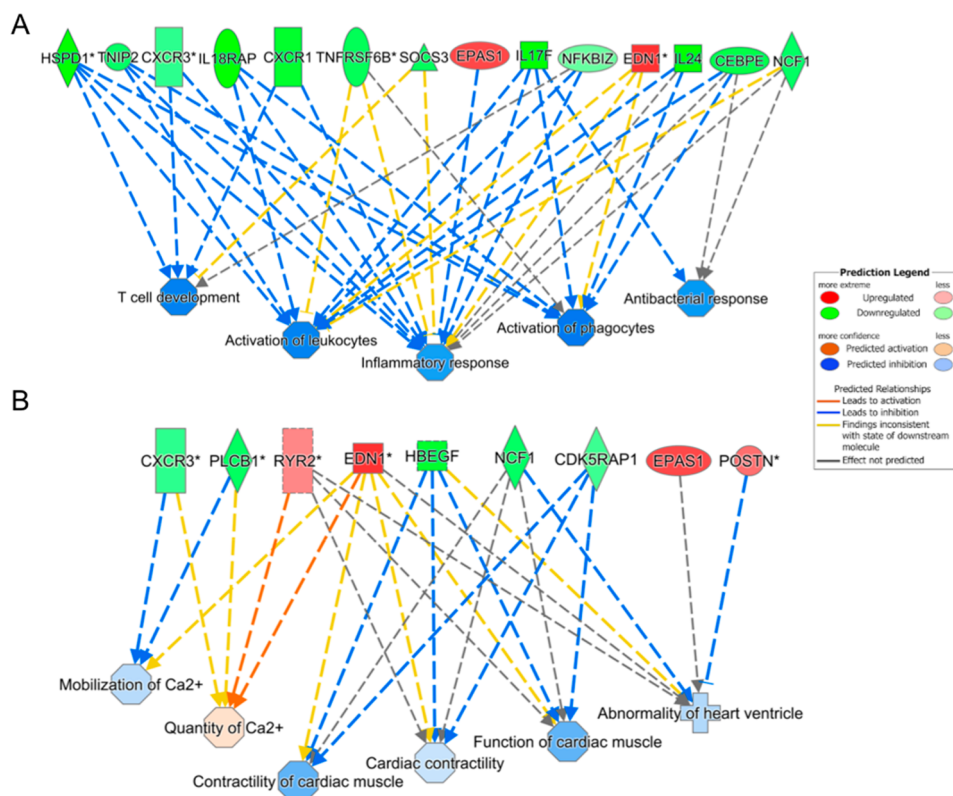 A
HSPD1* TNIP2 CXCR3* IL18RAP CXCR1 TNFRSF6B* SOCS3 EPAS1 IL17F NFKBIZ EDN1* IL24 CEBPE NCF1
T cell development
Activation of leukocytes
Inflammatory response
Activation of phagocytes
Antibacterial response
Prediction Legend
more extreme less
Upregulated
Downregulated
more confidence less
Predicted activation
Predicted inhibition
Predicted Relationships
Leads to activation
Leads to inhibition
Findings inconsistent
with state of downstream
molecule
Effect not predicted
B
CXCR3* PLCB1* RYR2* EDN1* HBEGF NCF1 CDK5RAP1 EPAS1 POSTN*
Mobilization of Ca2+
Quantity of Ca2+
Contractility of cardiac muscle
Cardiac contractility
Function of cardiac muscle
Abnormality of heart ventricle